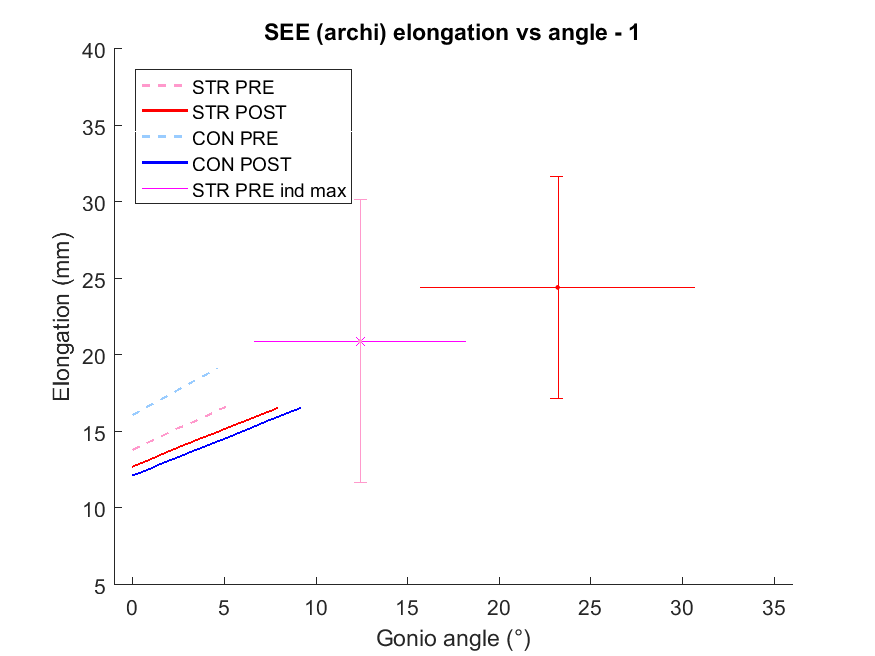 SEE (archi) elongation vs angle - 1
40
35
30
25
20
15
10
5
Elongation (mm)
STR PRE
STR POST
CON PRE
CON POST
STR PRE ind max
0 5 10 15 20 25 30 35
Gonio angle (°)